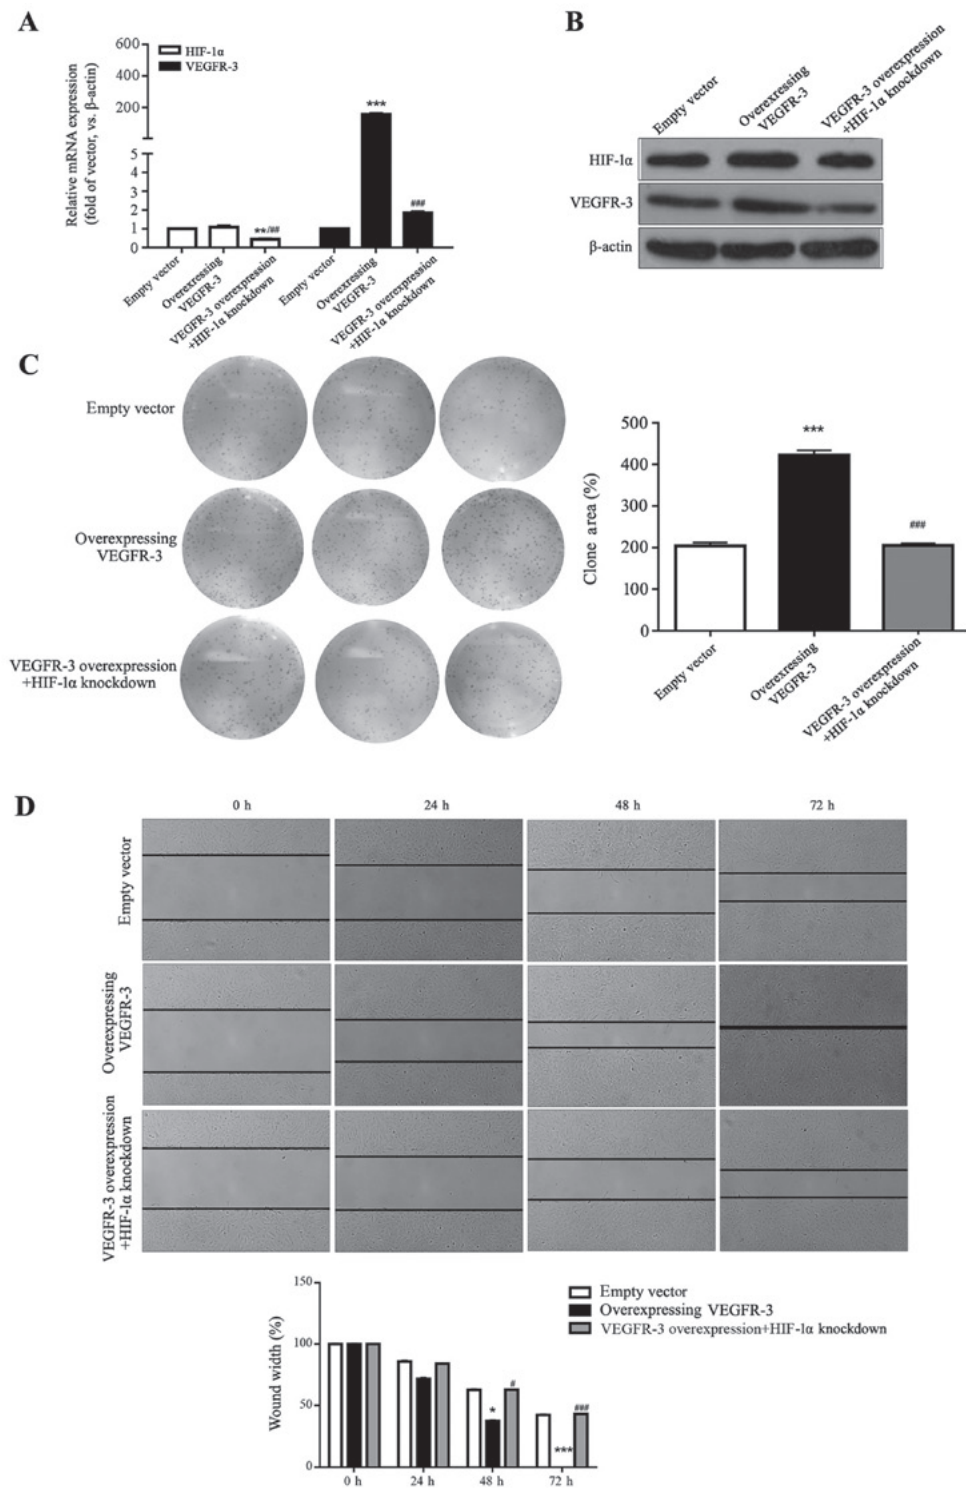 A
Relative mRNA expression
(fold of vector, vs. β-actin)
600
400
200
5
4
3
2
1
0
HIF-1α
VEGFR-3
***
**/##
###
Empty vector
Overexpressing
VEGFR-3
VEGFR-3 overexpression
+HIF-1α knockdown
Empty vector
Overexpressing
VEGFR-3
VEGFR-3 overexpression
+HIF-1α knockdown
B
Empty vector
Overexpressing
VEGFR-3
VEGFR-3 overexpression
+HIF-1α knockdown
HIF-1α
VEGFR-3
β-actin
C
Empty vector
Overexpressing
VEGFR-3
VEGFR-3 overexpression
+HIF-1α knockdown
Clone area (%)
500
400
300
200
100
0
***
###
Empty vector
Overexpressing
VEGFR-3
VEGFR-3 overexpression
+HIF-1α knockdown
D
0 h 24 h 48 h 72 h
Empty vector
Overexpressing
VEGFR-3
VEGFR-3 overexpression
+HIF-1α knockdown
Wound width (%)
150
100
50
0
Empty vector
Overexpressing VEGFR-3
VEGFR-3 overexpression+HIF-1α knockdown
*
#
***
###
0 h 24 h 48 h 72 h